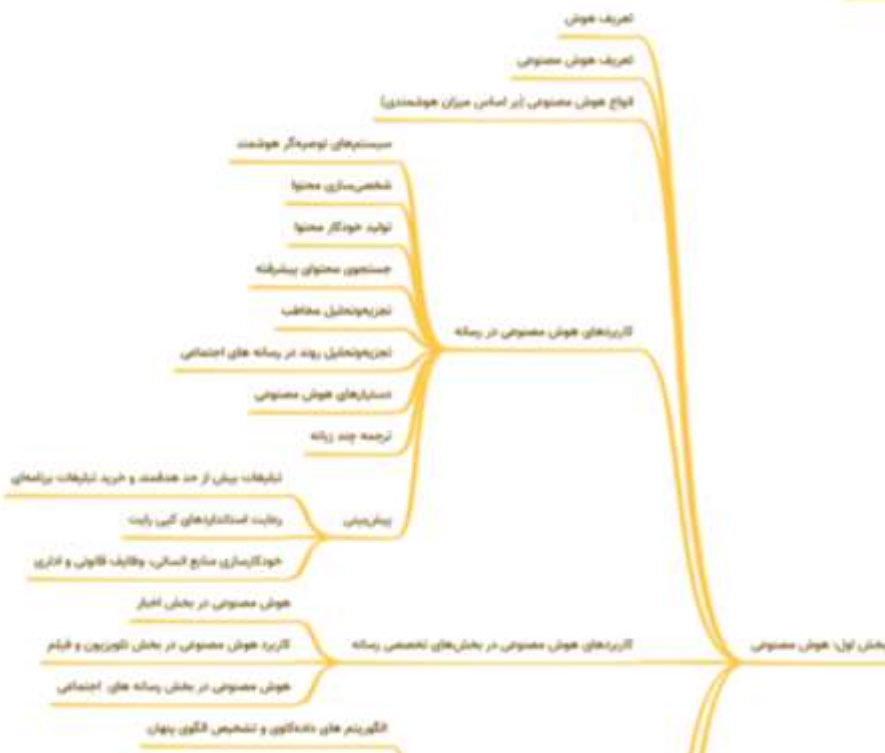 تعریف هوش
تعریف هوش مصنوعی
انواع هوش مصنوعی (بر اساس میزان هوشمندی)
سیستم‌های توصیه‌گر هوشمند
شخصی‌سازی محتوا
تولید خودکار محتوا
جستجوی محتوای پیشرفته
تجزیه‌وتحلیل مخاطب
کاربردهای هوش مصنوعی در رسانه
تجزیه‌وتحلیل روند در رسانه های اجتماعی
دستیارهای هوش مصنوعی
ترجمه چند زبانه
تبلیغات بیش از حد هدفمند و خرید تبلیغات برنامه‌ای
پیش‌بینی
رعایت استانداردهای کپی رایت
خودکارسازی منابع انسانی، وظایف قانونی و اداری
هوش مصنوعی در بخش اخبار
بخش اول: هوش مصنوعی
کاربردهای هوش مصنوعی در بخش‌های تخصصی رسانه
کاربرد هوش مصنوعی در بخش تلویزیون و فیلم
هوش مصنوعی در بخش رسانه های اجتماعی
الگوریتم های داده‌کاوی و تشخیص الگوی پنهان